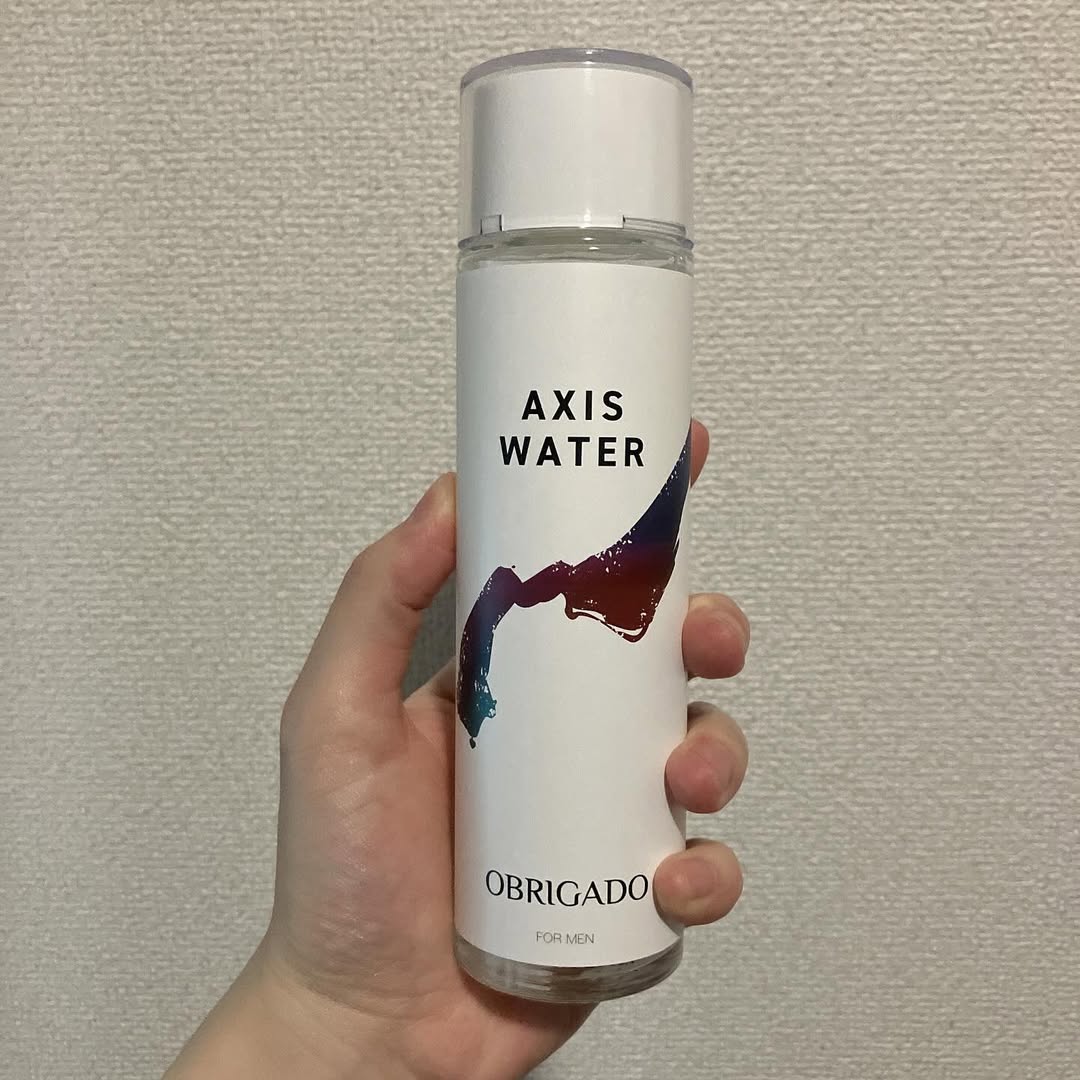 AXIS
WATER
OBRIGADO
FOR MEN